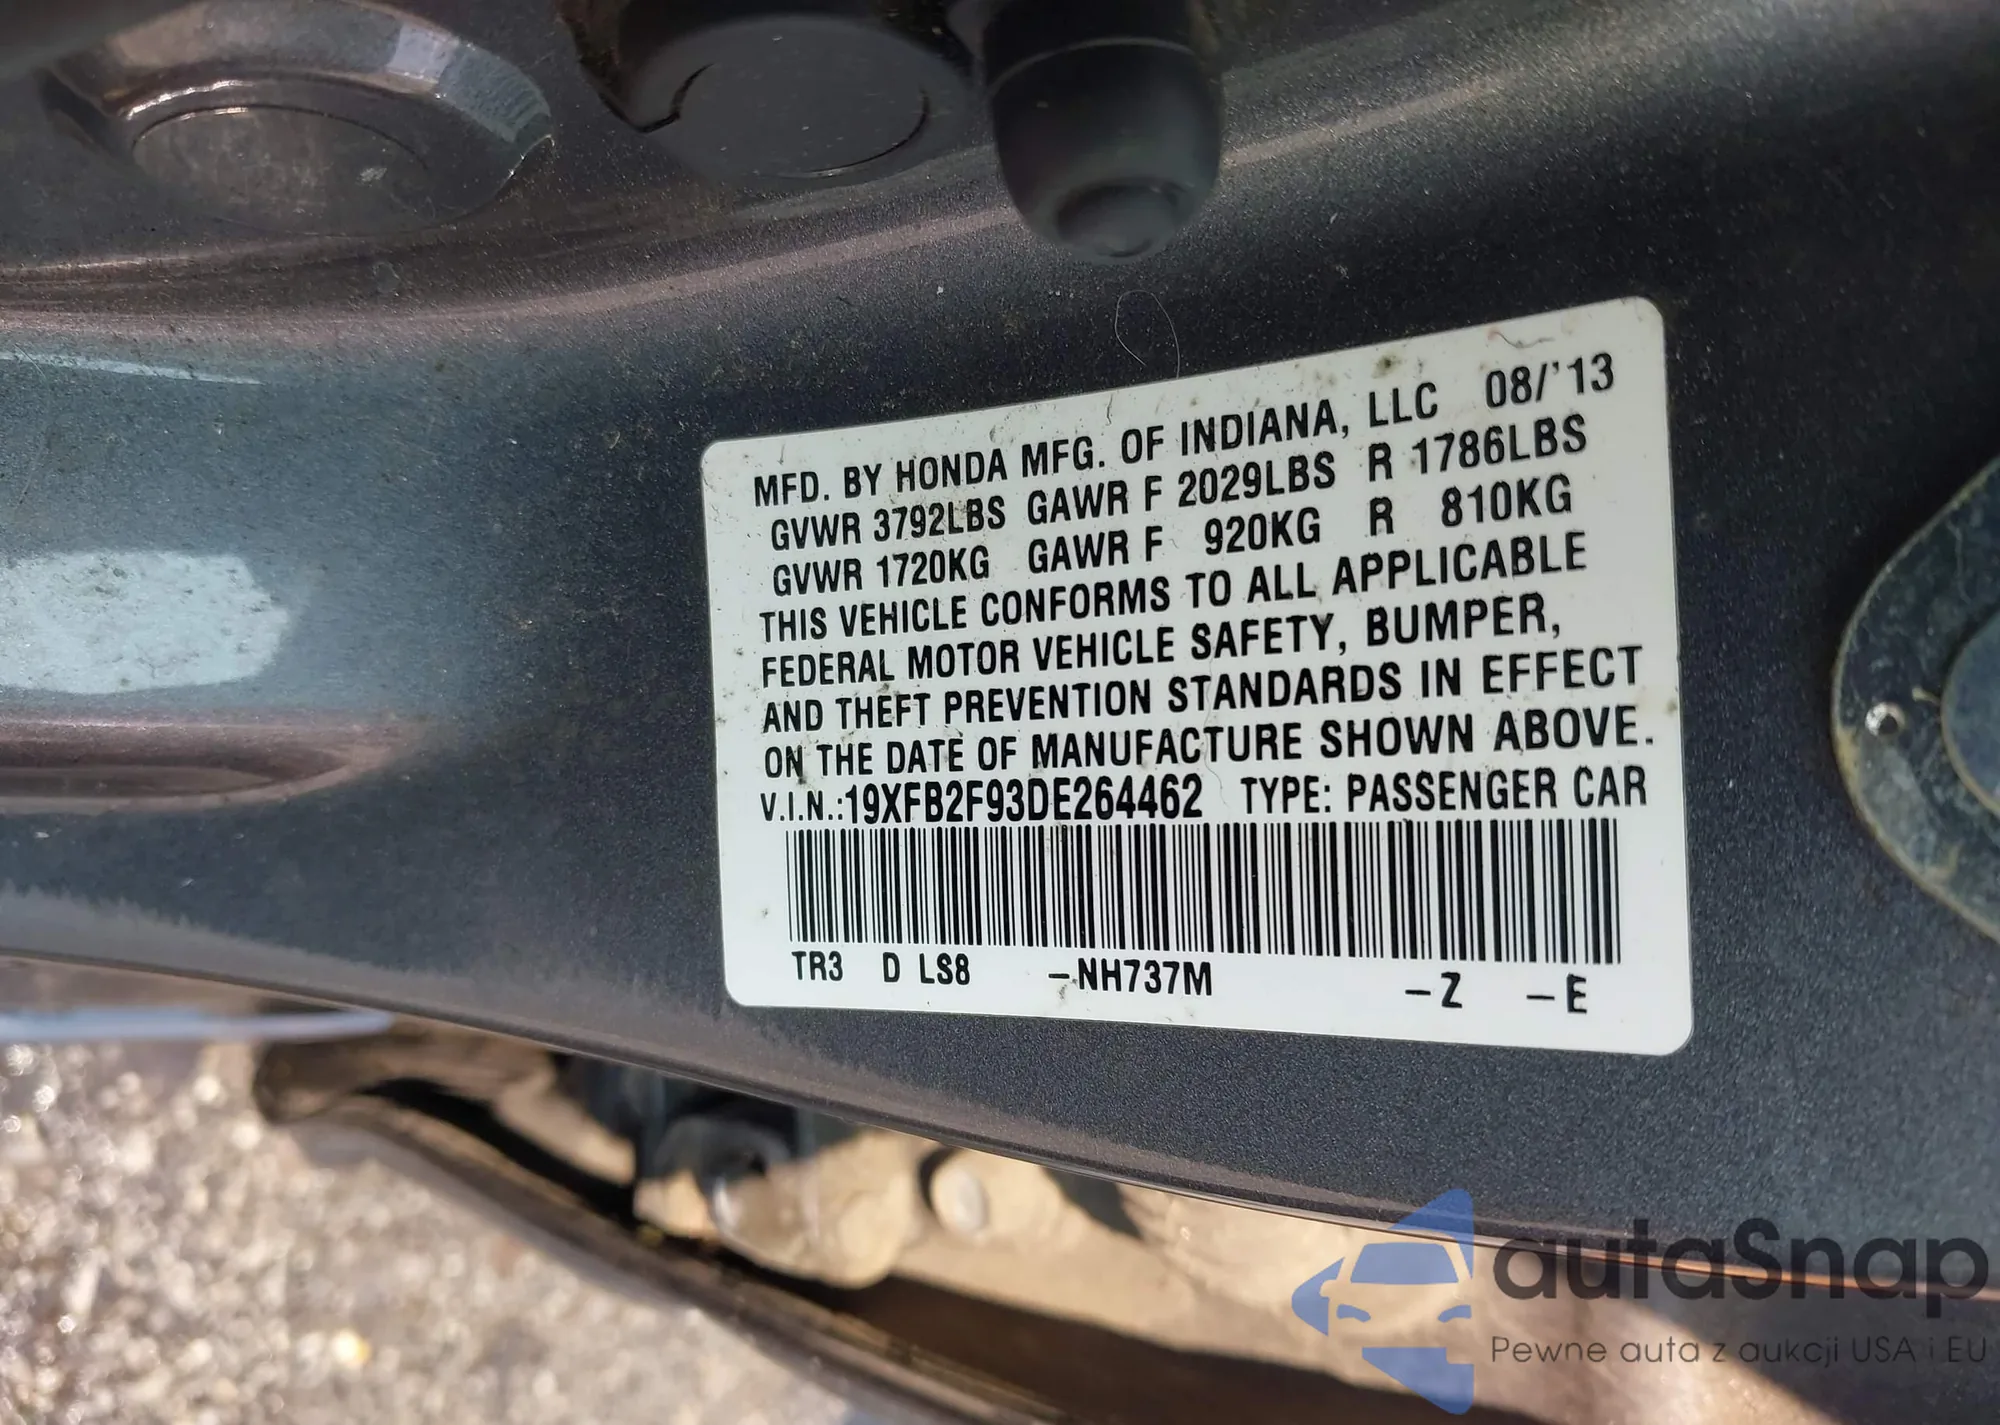 MFD. BY HONDA MFG. OF INDIANA, LLC 08/'13
GVWR 3792LBS GAWR F 2029LBS R 1786LBS
GVWR 1720KG GAWR F 920KG R 810KG
THIS VEHICLE CONFORMS TO ALL APPLICABLE
FEDERAL MOTOR VEHICLE SAFETY, BUMPER,
AND THEFT PREVENTION STANDARDS IN EFFECT
ON THE DATE OF MANUFACTURE SHOWN ABOVE.
V.I.N.:19XFB2F93DE264462 TYPE: PASSENGER CAR
TR3 D LS8 -NH737M -Z -E
autaSnap
Pewne auta z aukcji USA i EU